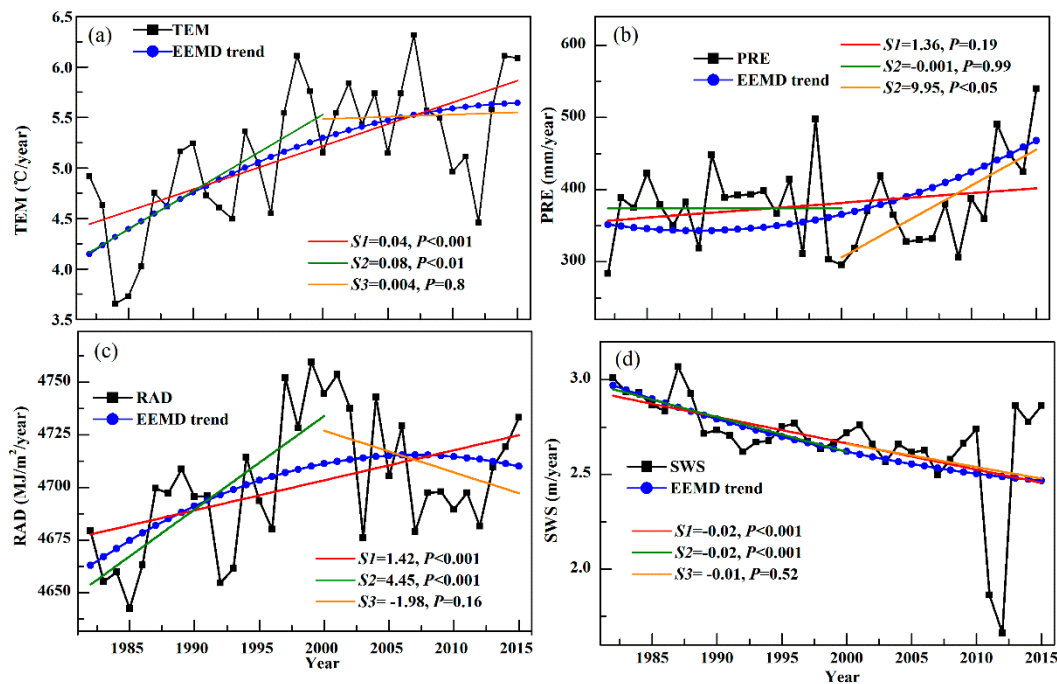 (a)
TEM
EEMD trend
S1=0.04, P<0.001
S2=0.08, P<0.01
S3=0.004, P=0.8
TEM (℃/year)
6.5
6.0
5.5
5.0
4.5
4.0
3.5
(b)
PRE
EEMD trend
S1=1.36, P=0.19
S2=-0.001, P=0.99
S2=9.95, P<0.05
PRE (mm/year)
600
500
400
300
(c)
RAD
EEMD trend
S1=1.42, P<0.001
S2=4.45, P<0.001
S3= -1.98, P=0.16
RAD (MJ/m²/year)
4750
4725
4700
4675
4650
1985 1990 1995 2000 2005 2010 2015
Year
(d)
SWS
EEMD trend
S1=-0.02, P<0.001
S2=-0.02, P<0.001
S3= -0.01, P=0.52
SWS (m/year)
3.0
2.5
2.0
1985 1990 1995 2000 2005 2010 2015
Year